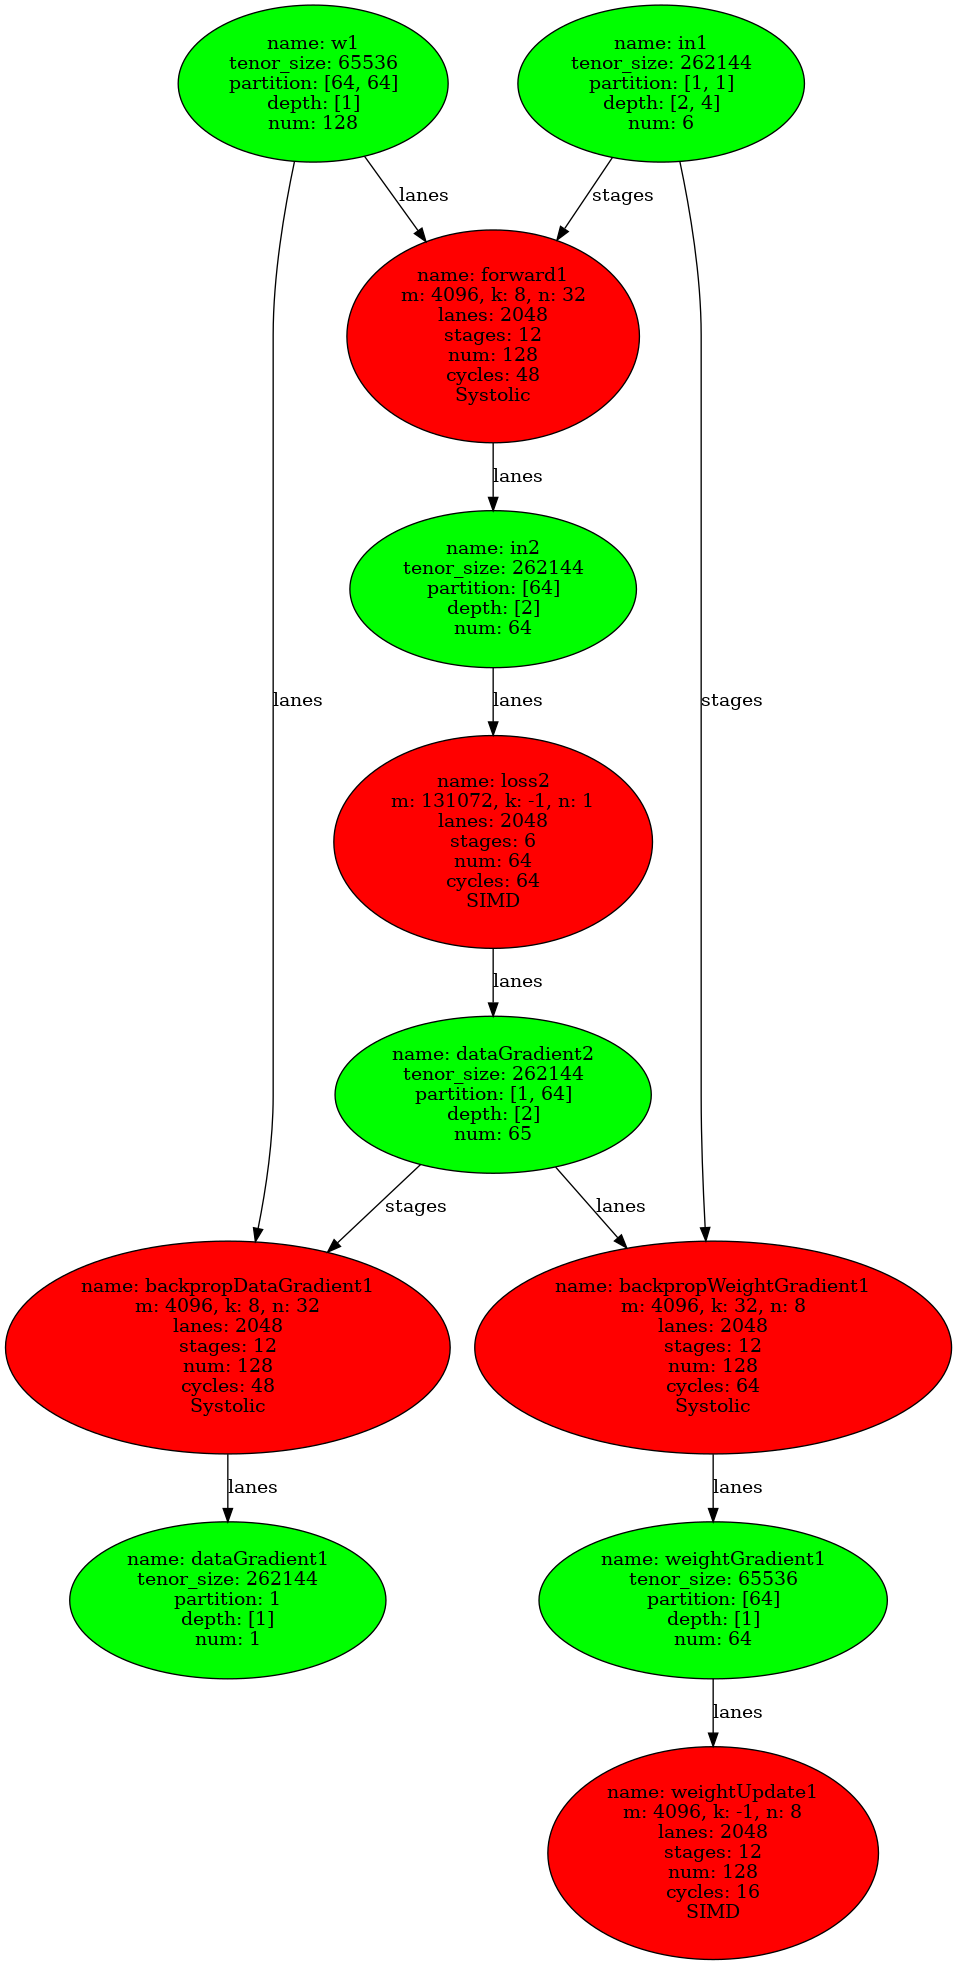 name: w1
tenor_size: 65536
partition: [64, 64]
depth: [1]
num: 128
name: in1
tenor_size: 262144
partition: [1, 1]
depth: [2, 4]
num: 6
lanes
stages
name: forward1
m: 4096, k: 8, n: 32
lanes: 2048
stages: 12
num: 128
cycles: 48
Systolic
lanes
name: in2
tenor_size: 262144
partition: [64]
depth: [2]
num: 64
lanes
lanes
stages
name: loss2
m: 131072, k: -1, n: 1
lanes: 2048
stages: 6
num: 64
cycles: 64
SIMD
lanes
name: dataGradient2
tenor_size: 262144
partition: [1, 64]
depth: [2]
num: 65
stages
lanes
name: backpropDataGradient1
m: 4096, k: 8, n: 32
lanes: 2048
stages: 12
num: 128
cycles: 48
Systolic
name: backpropWeightGradient1
m: 4096, k: 32, n: 8
lanes: 2048
stages: 12
num: 128
cycles: 64
Systolic
lanes
lanes
name: dataGradient1
tenor_size: 262144
partition: 1
depth: [1]
num: 1
name: weightGradient1
tenor_size: 65536
partition: [64]
depth: [1]
num: 64
lanes
name: weightUpdate1
m: 4096, k: -1, n: 8
lanes: 2048
stages: 12
num: 128
cycles: 16
SIMD